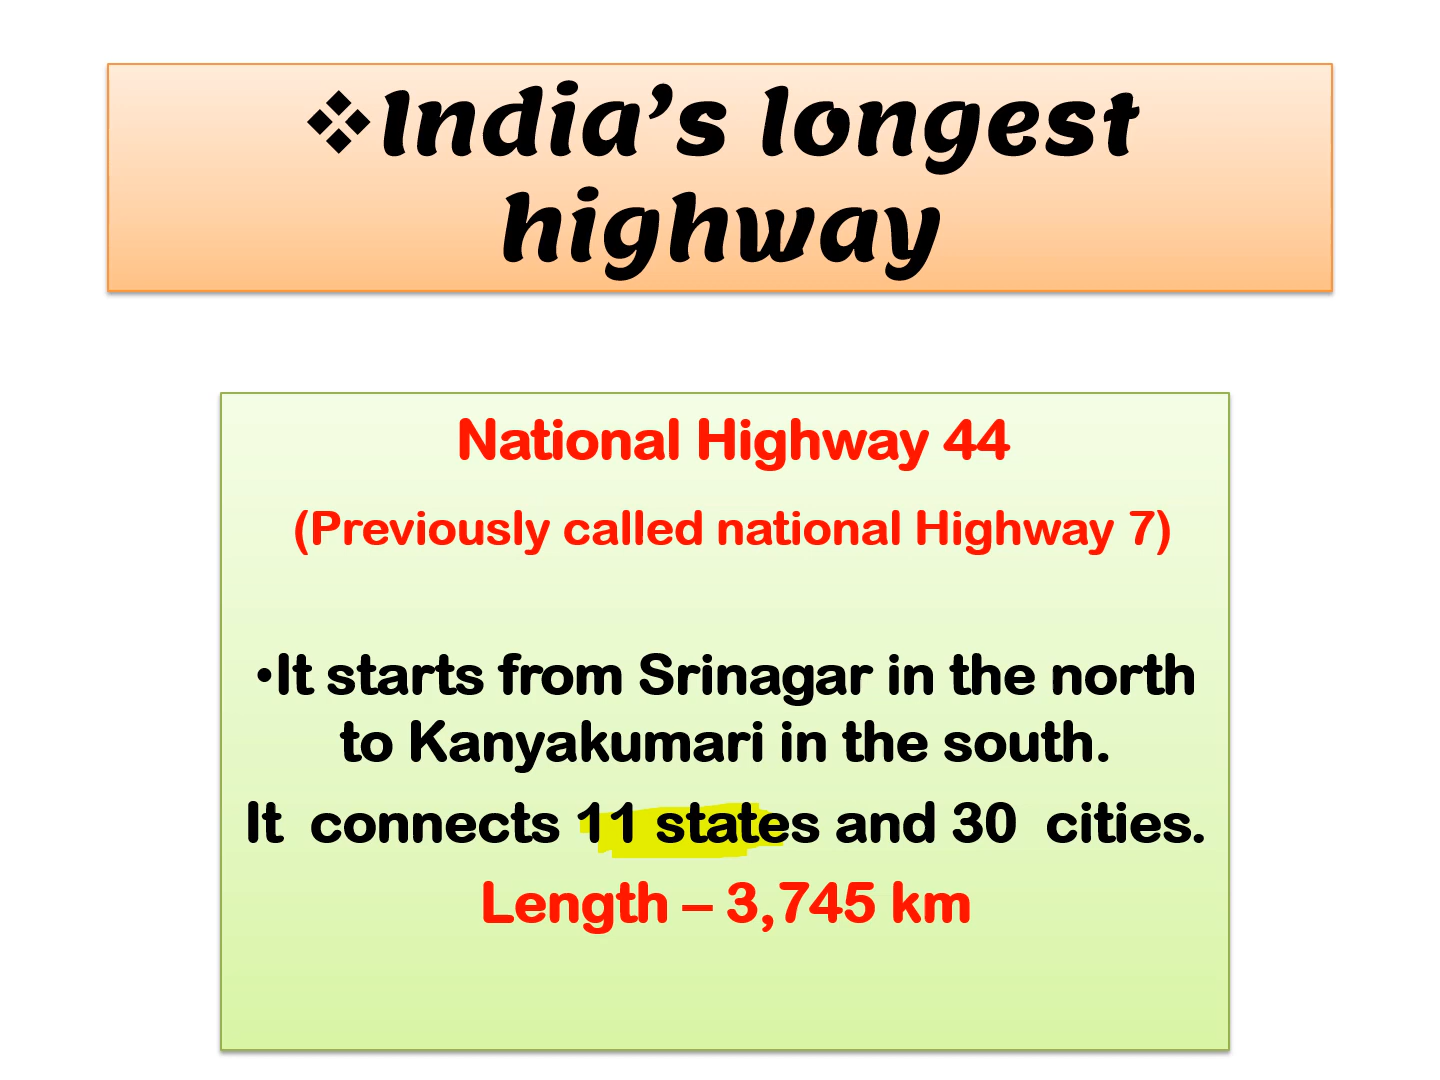 ❖India’s longest
highway
National Highway 44
(Previously called national Highway 7)
•It starts from Srinagar in the north
to Kanyakumari in the south.
It  connects 11 states and 30  cities.
Length – 3,745 km